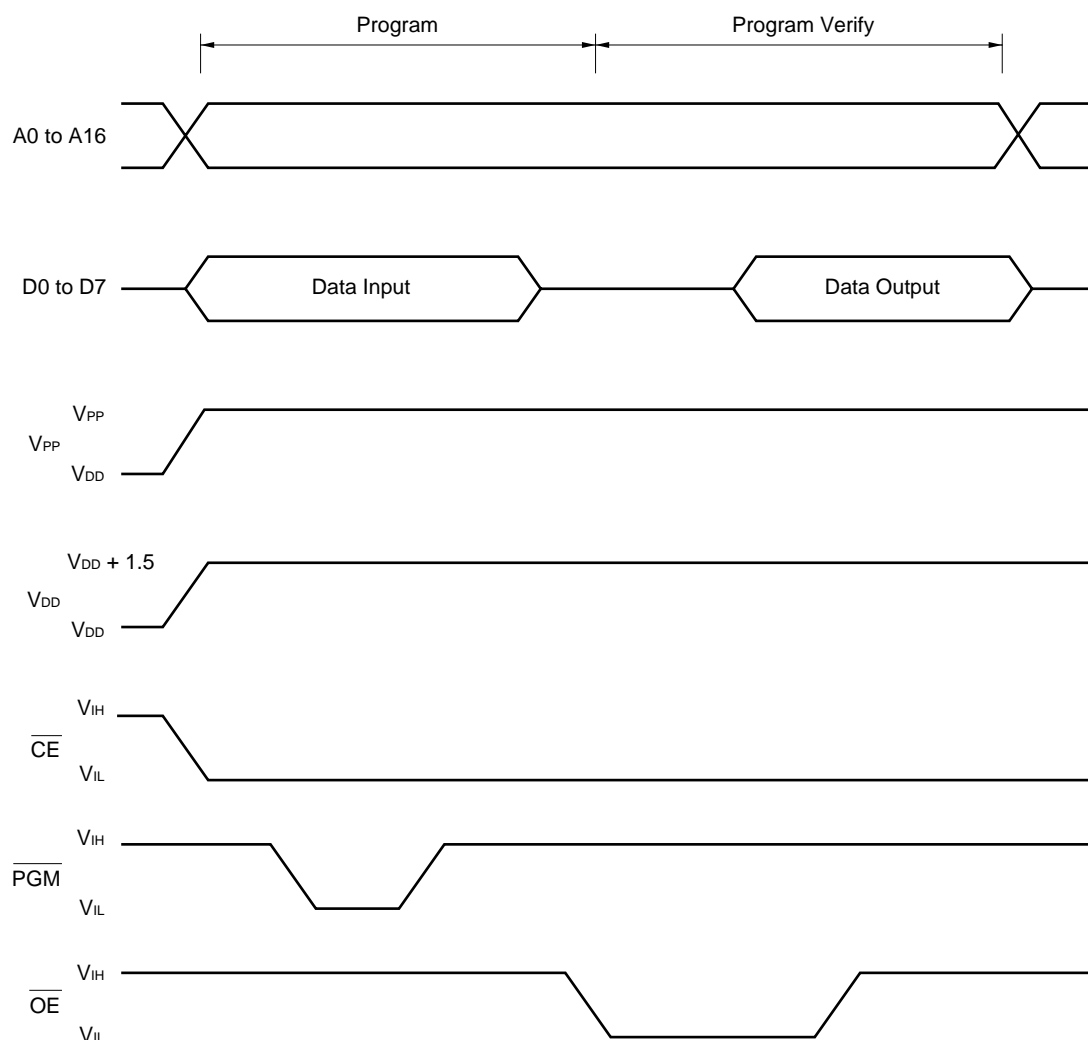 Program Program Verify
A0 to A16
D0 to D7 Data Input Data Output
VPP
VPP
VDD
VDD + 1.5
VDD
VDD
VIH
CE
VIL
VIH
PGM
VIL
VIH
OE
VIL